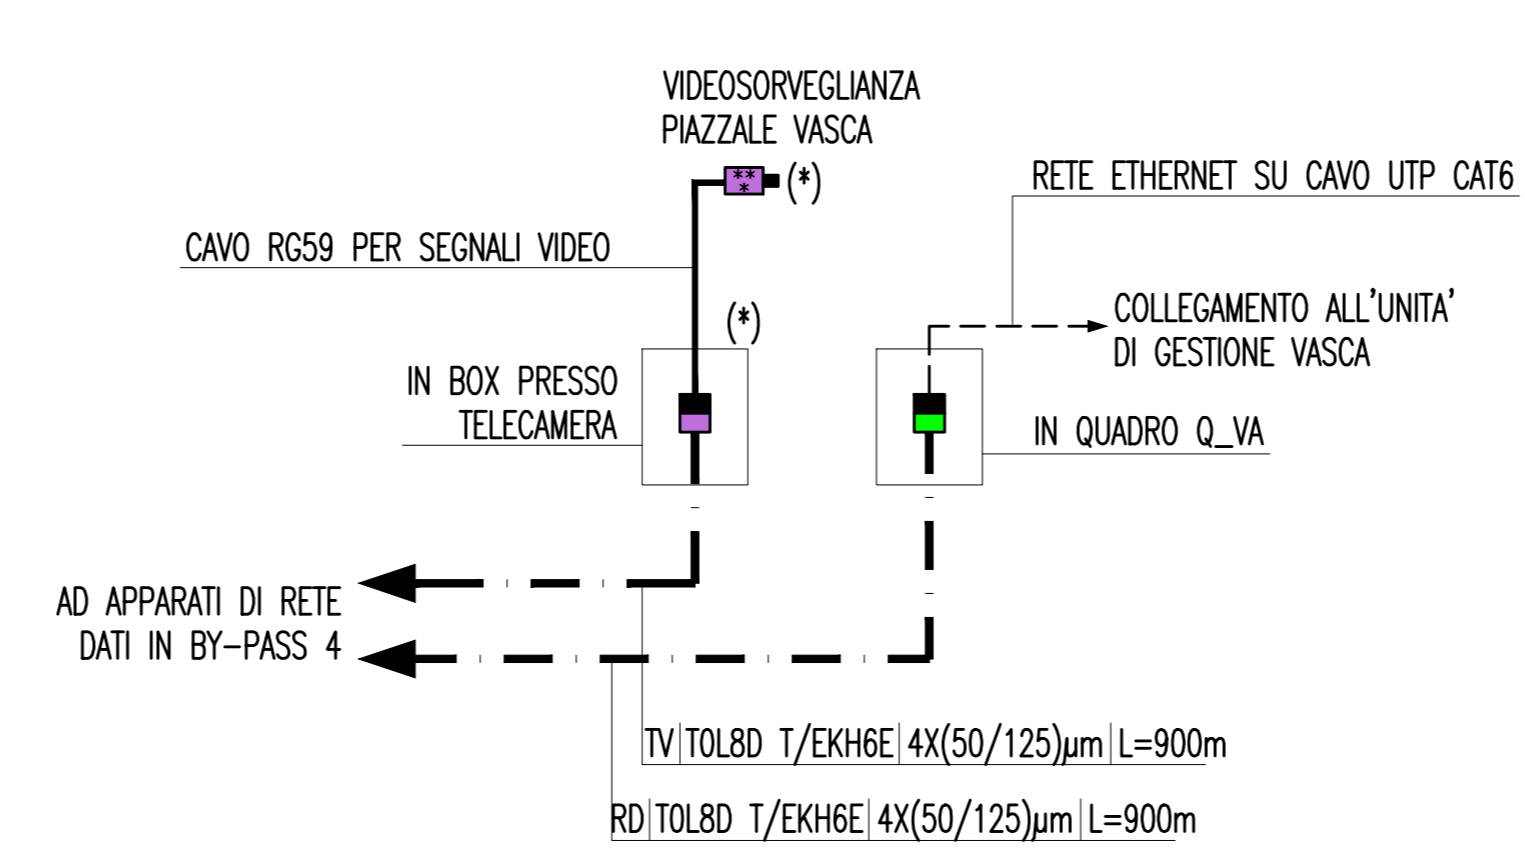 VIDEOSORVEGLIANZA
PIAZZALE VASCA
** 
*
(*)
RETE ETHERNET SU CAVO UTP CAT6
CAVO RG59 PER SEGNALI VIDEO
(*)
COLLEGAMENTO ALL'UNITA'
DI GESTIONE VASCA
IN BOX PRESSO
TELECAMERA
IN QUADRO Q_VA
AD APPARATI DI RETE
DATI IN BY-PASS 4
TV|TOL8D T/EKH6E|4X(50/125)µm|L=900m
RD|TOL8D T/EKH6E|4X(50/125)µm|L=900m